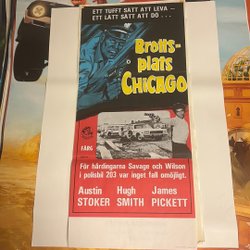 ETT TUFFT SÄTT ATT LEVA –
ETT LÄTT SÄTT ATT DÖ...
Brotts-
plats
CHICAGO
FÄRG
För hårdingarna Savage och Wilson
i polisbil 203 var inget fall omöjligt.
Austin Hugh James
STOKER SMITH PICKETT